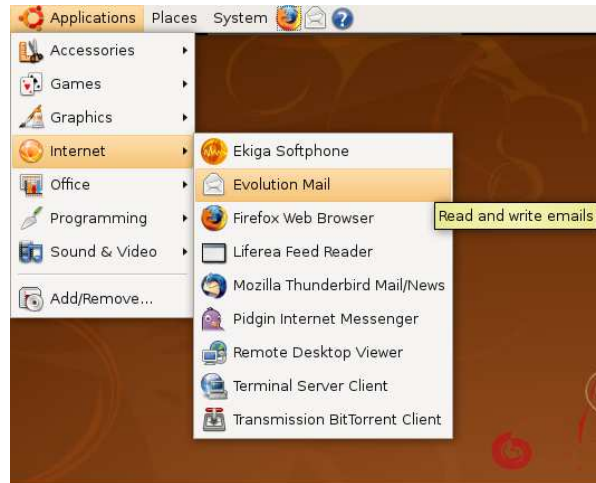 Applications Places System
Accessories
Games
Graphics
Internet
Office
Programming
Sound & Video
Add/Remove...
Ekiga Softphone
Evolution Mail
Firefox Web Browser
Liferea Feed Reader
Mozilla Thunderbird Mail/News
Pidgin Internet Messenger
Remote Desktop Viewer
Terminal Server Client
Transmission BitTorrent Client
Read and write emails